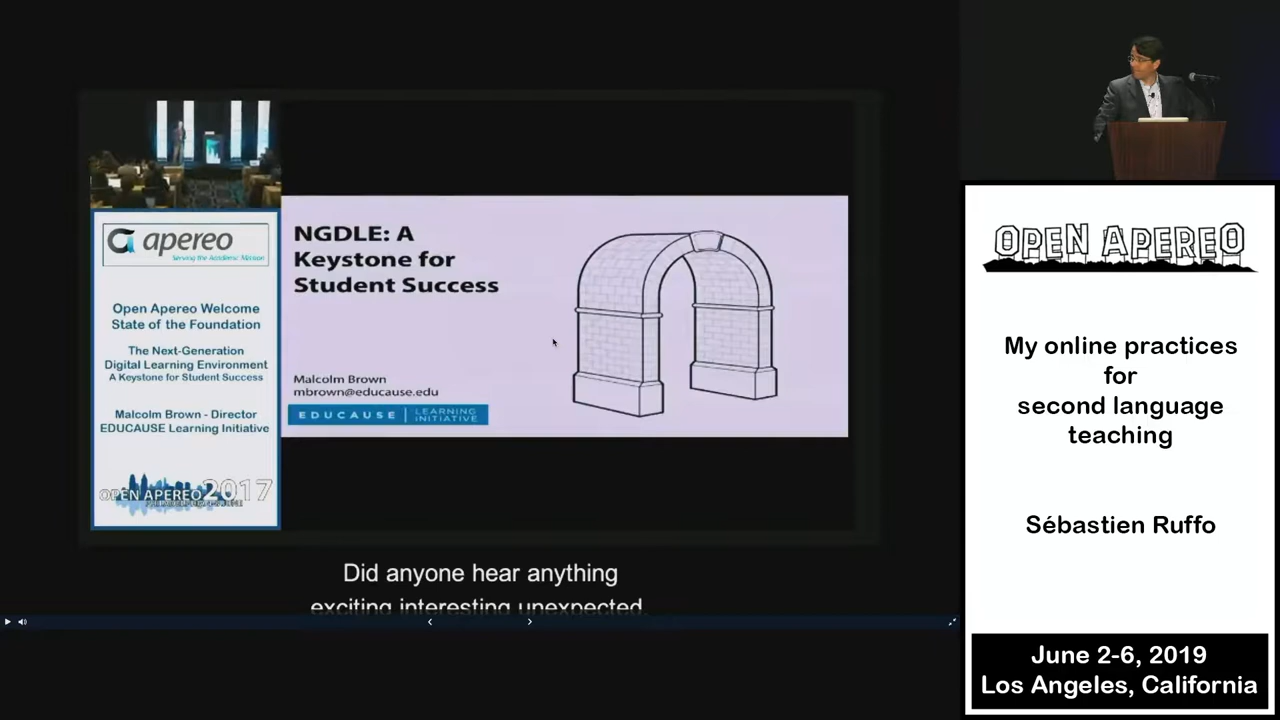 apereo
Serving the Academic Mission
Open Apereo Welcome
State of the Foundation
The Next-Generation
Digital Learning Environment
A Keystone for Student Success
Malcolm Brown - Director
EDUCAUSE Learning Initiative
OPEN APEREO 2017
NGDLE: A
Keystone for
Student Success
Malcolm Brown
mbrown@educause.edu
EDUCAUSE
LEARNING
INITIATIVE
Did anyone hear anything
exciting interesting unexpected
OPEN APEREO
My online practices
for
second language
teaching
Sébastien Ruffo
June 2-6, 2019
Los Angeles, California